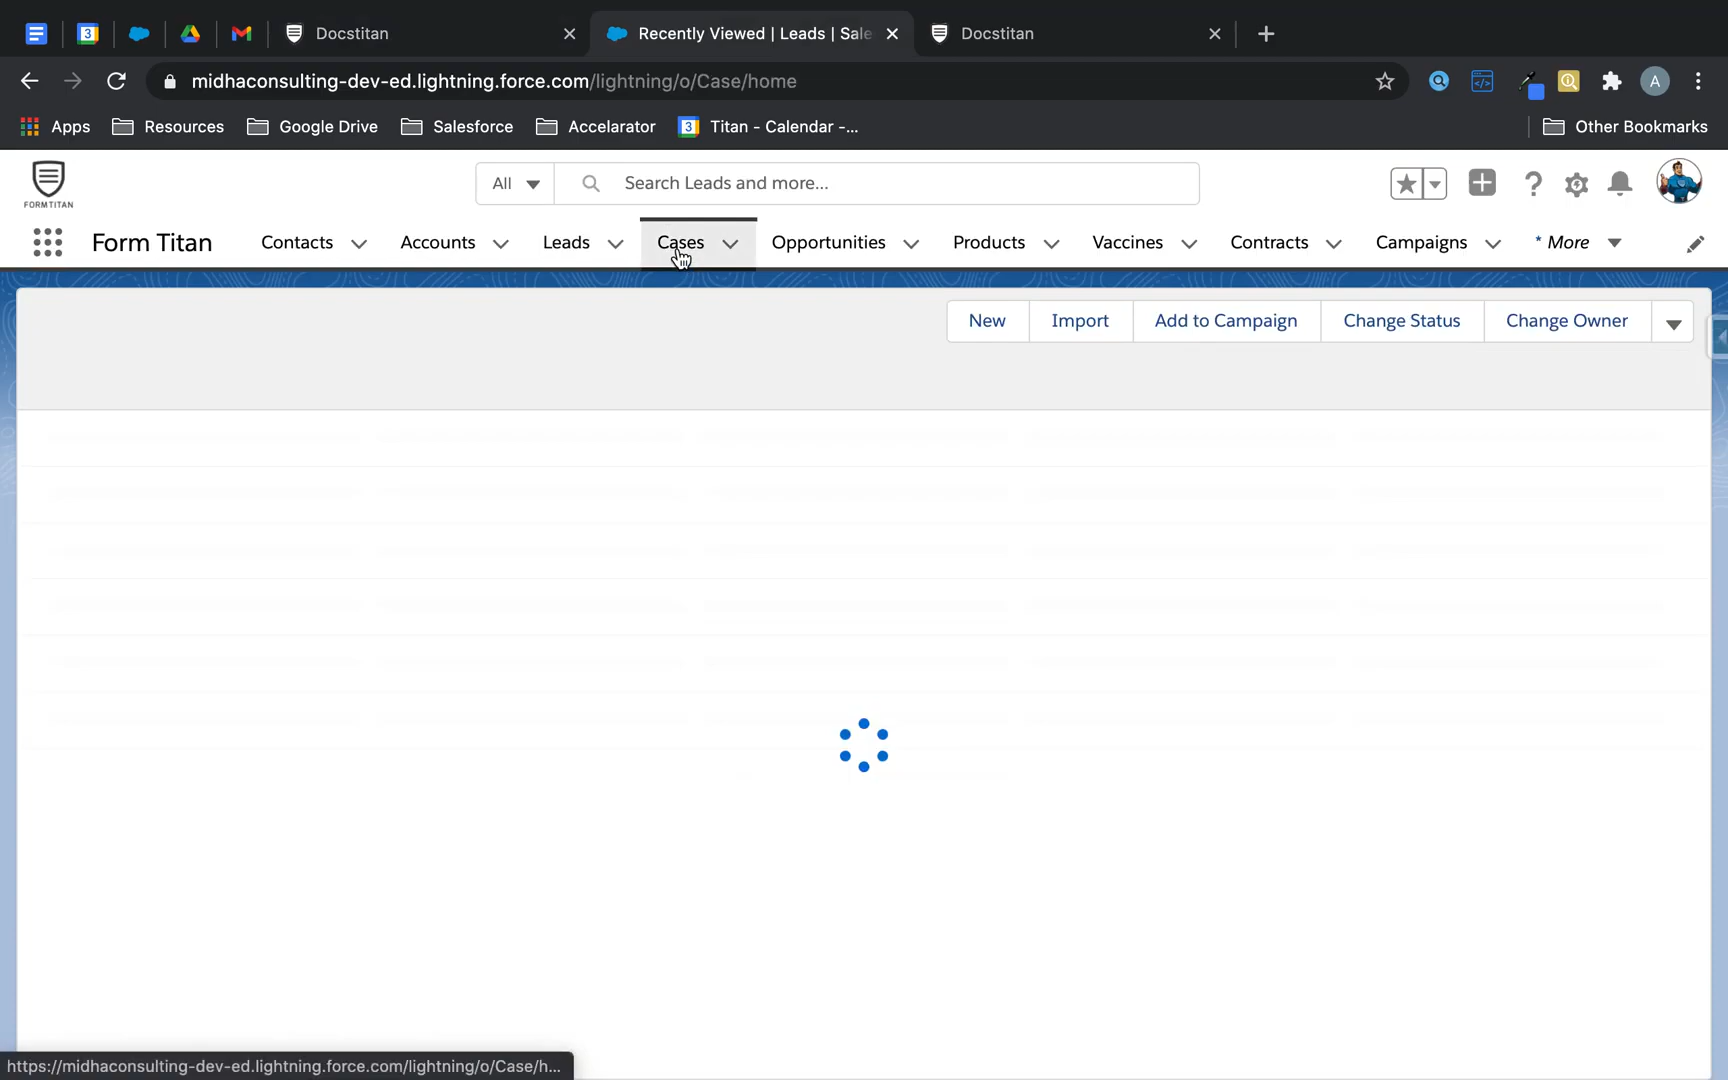 3 Docstitan Recently Viewed | Leads | Sale Docstitan
midhaconsulting-dev-ed.lightning.force.com/lightning/o/Case/home A
Apps Resources Google Drive Salesforce Accelarator 3 Titan - Calendar -... Other Bookmarks
FORMTITAN All Search Leads and more...
Form Titan Contacts Accounts Leads Cases Opportunities Products Vaccines Contracts Campaigns * More
New Import Add to Campaign Change Status Change Owner
https://midhaconsulting-dev-ed.lightning.force.com/lightning/o/Case/h...